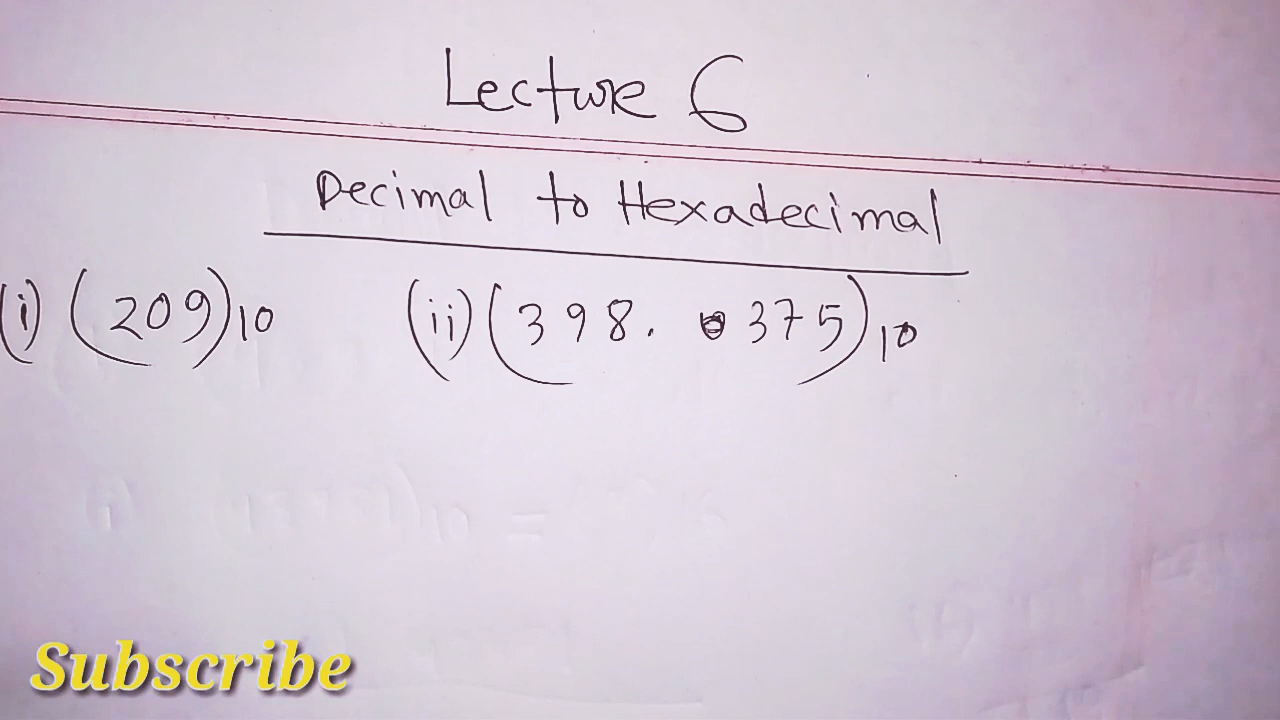 Lecture 6
Decimal to Hexadecimal
(i) (209)10 (ii) (398. 375)10
Subscribe